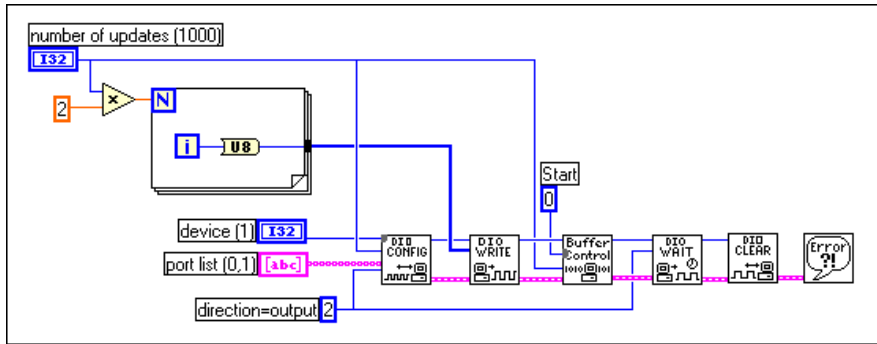 number of updates (1000)
I32
2
×
N
i
U8
Start
0
device (1)
I32
port list (0,1)
[abc]
direction=output
2
DIO
CONFIG
DIO
WRITE
Buffer
Control
DIO
WAIT
DIO
CLEAR
Error
?!